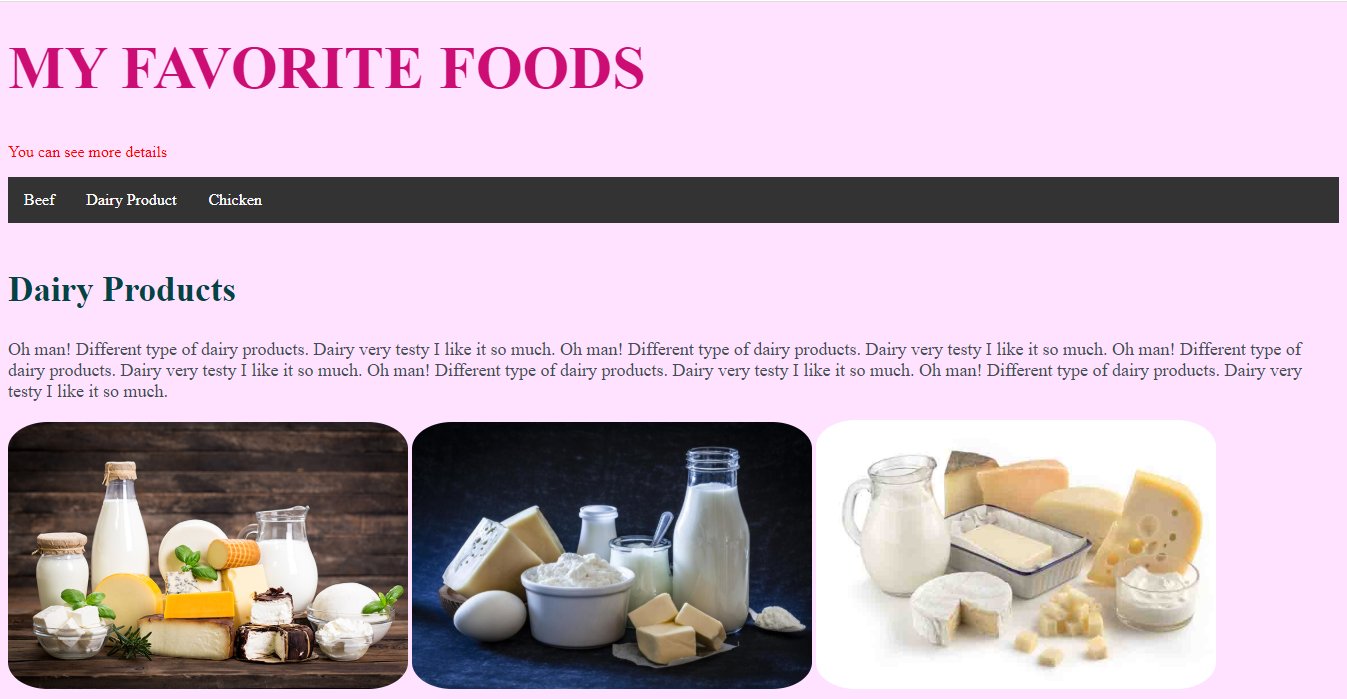 MY FAVORITE FOODS
You can see more details
Beef Dairy Product Chicken
Dairy Products
Oh man! Different type of dairy products. Dairy very testy I like it so much. Oh man! Different type of dairy products. Dairy very testy I like it so much. Oh man! Different type of
dairy products. Dairy very testy I like it so much. Oh man! Different type of dairy products. Dairy very testy I like it so much. Oh man! Different type of dairy products. Dairy very
testy I like it so much.